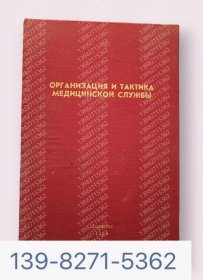 ОРГАНИЗАЦИЯ И ТАКТИКА
МЕДИЦИНСКОЙ СЛУЖБЫ
139-8271-5362